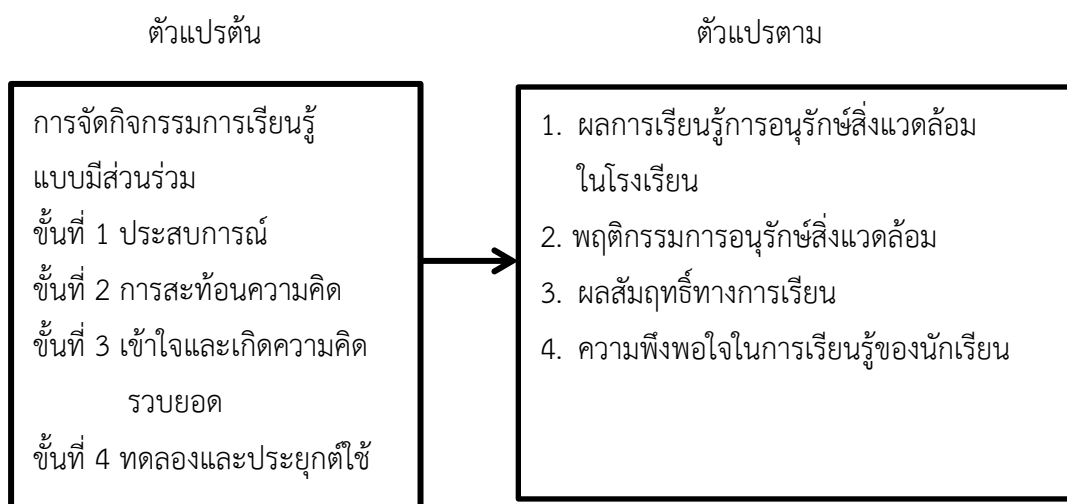 ตัวแปรต้น
ตัวแปรตาม
การจัดกิจกรรมการเรียนรู้
แบบมีส่วนร่วม
ขั้นที่ 1 ประสบการณ์
ขั้นที่ 2 การสะท้อนความคิด
ขั้นที่ 3 เข้าใจและเกิดความคิด
รวบยอด
ขั้นที่ 4 ทดลองและประยุกต์ใช้
1. ผลการเรียนรู้การอนุรักษ์สิ่งแวดล้อม
ในโรงเรียน
2. พฤติกรรมการอนุรักษ์สิ่งแวดล้อม
3. ผลสัมฤทธิ์ทางการเรียน
4. ความพึงพอใจในการเรียนรู้ของนักเรียน